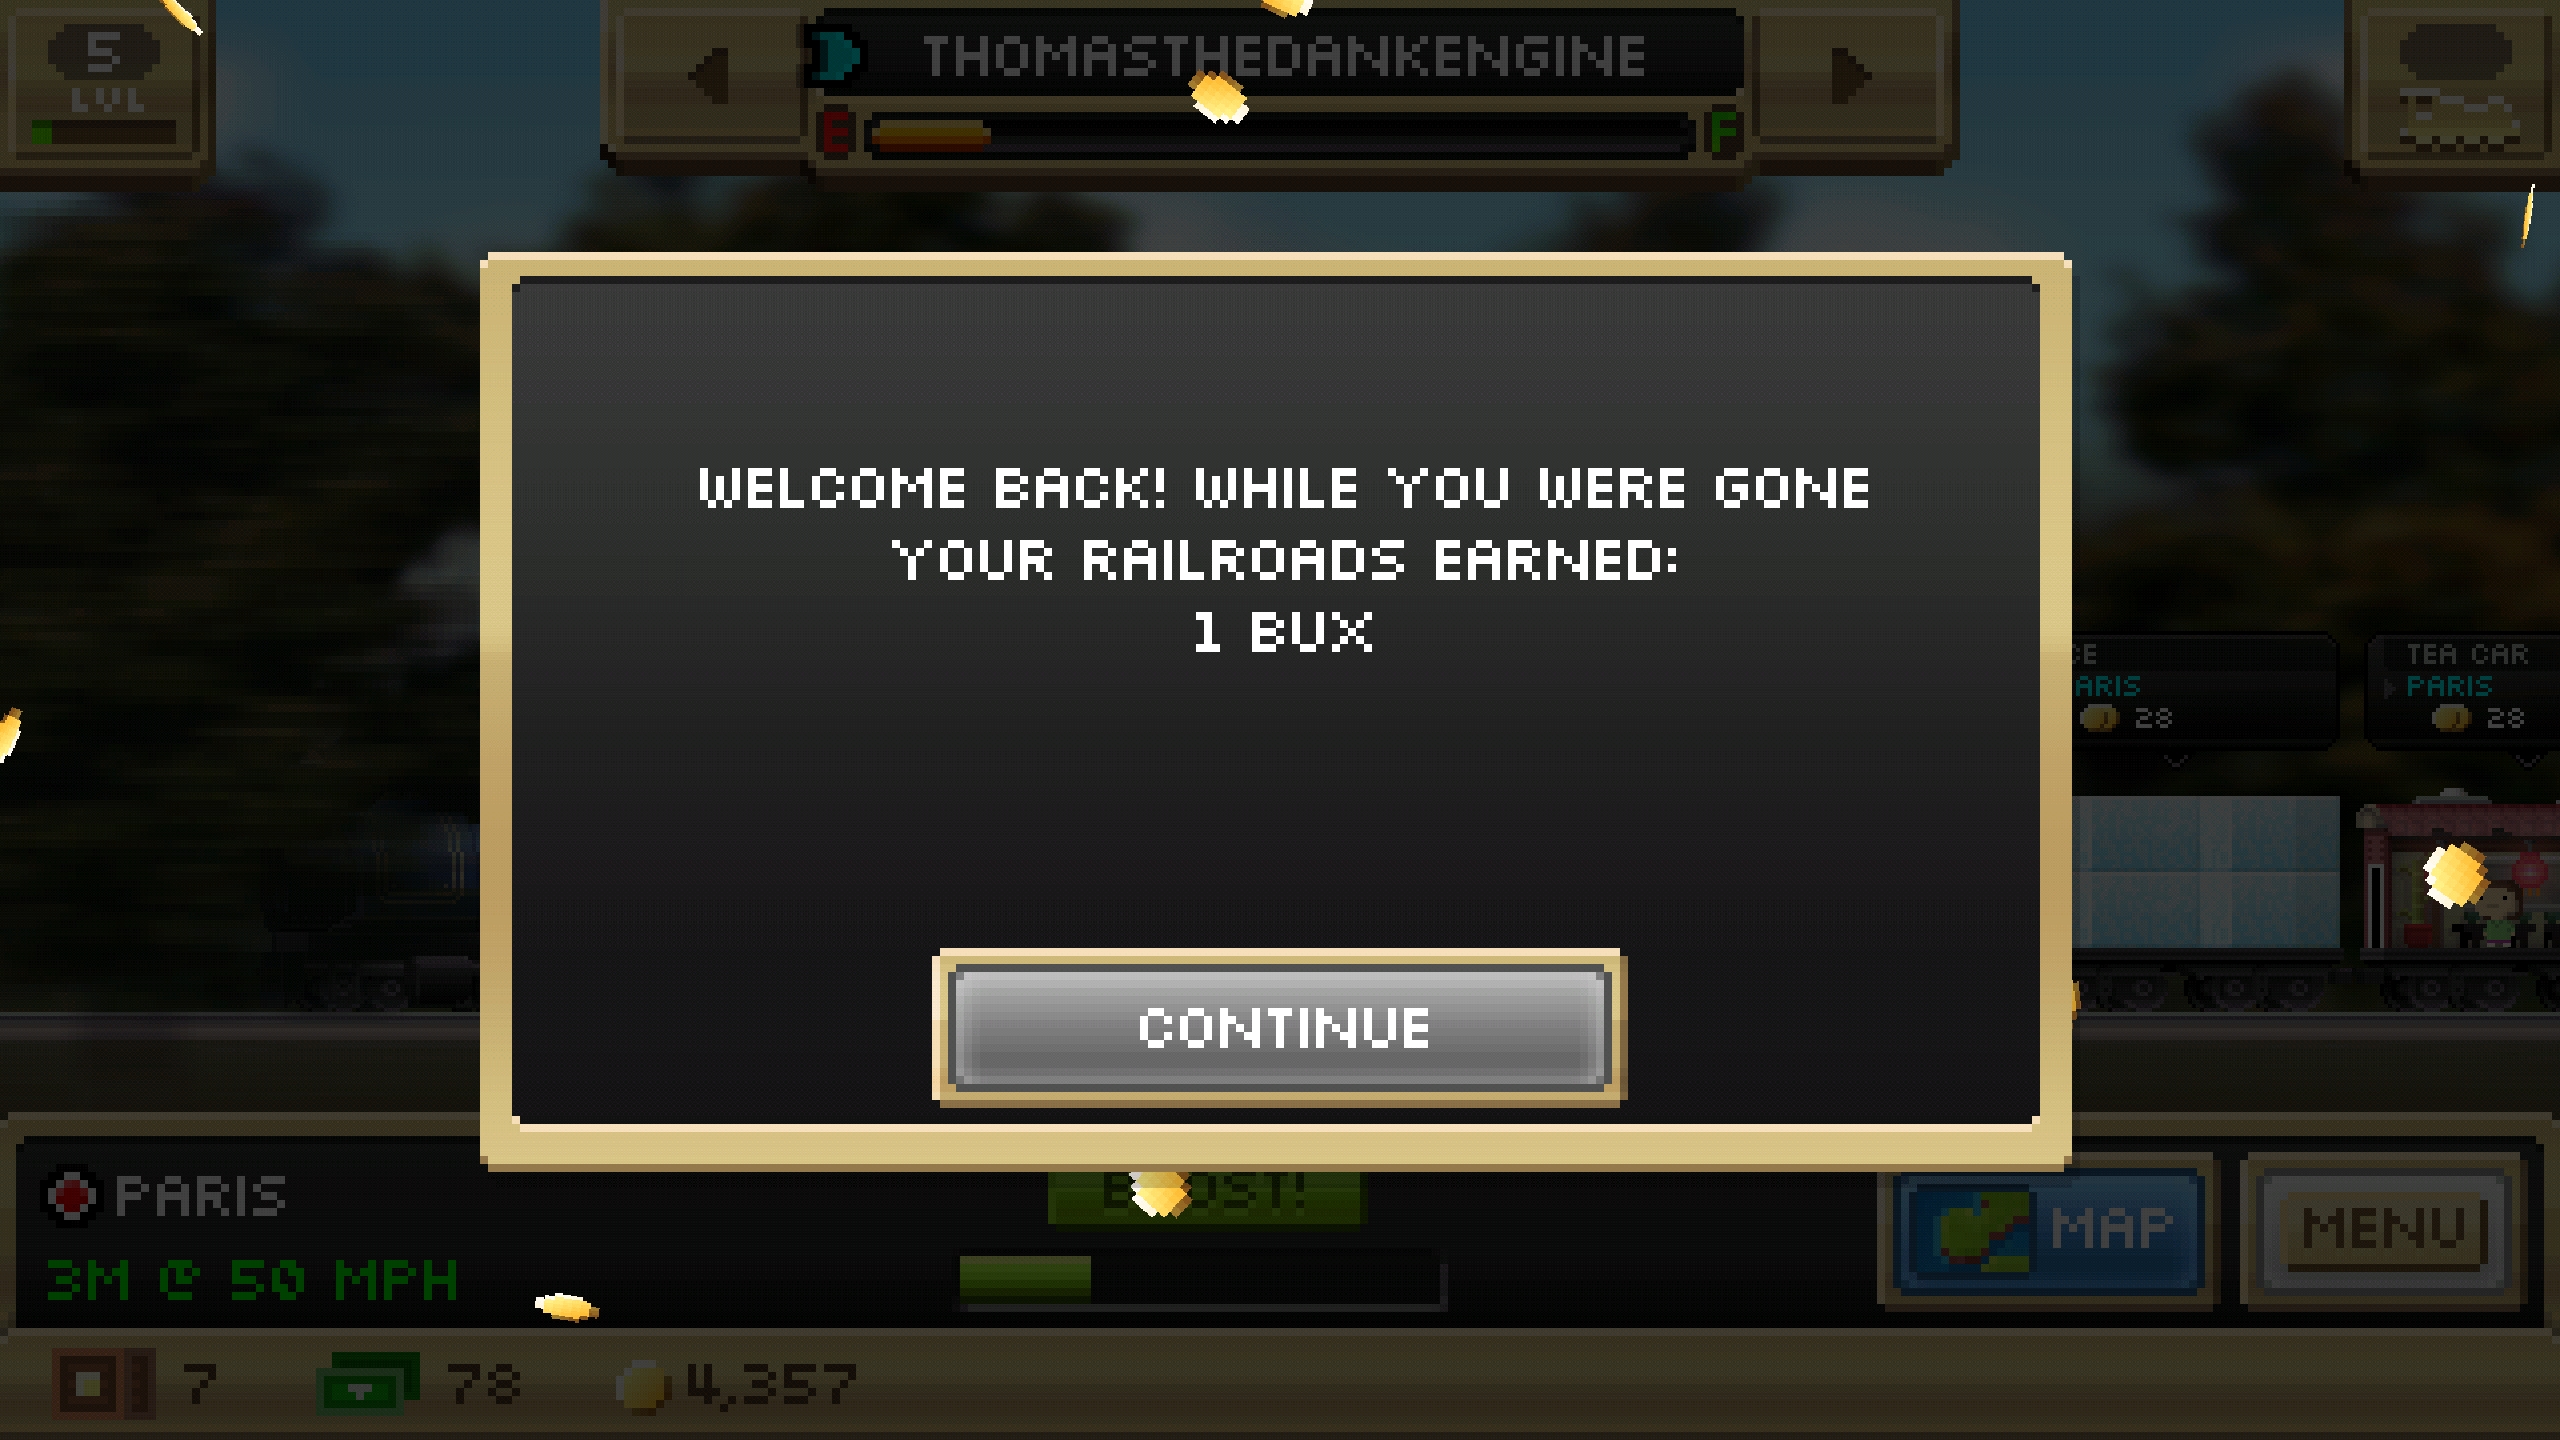 5
LVL
THOMASTHEDANKENGINE
E F
WELCOME BACK! WHILE YOU WERE GONE
YOUR RAILROADS EARNED:
1 BUX
TEA CAR
PARIS
28
28
CONTINUE
PARIS
3M @ 50 MPH
MAP
MENU
7
78
4,357